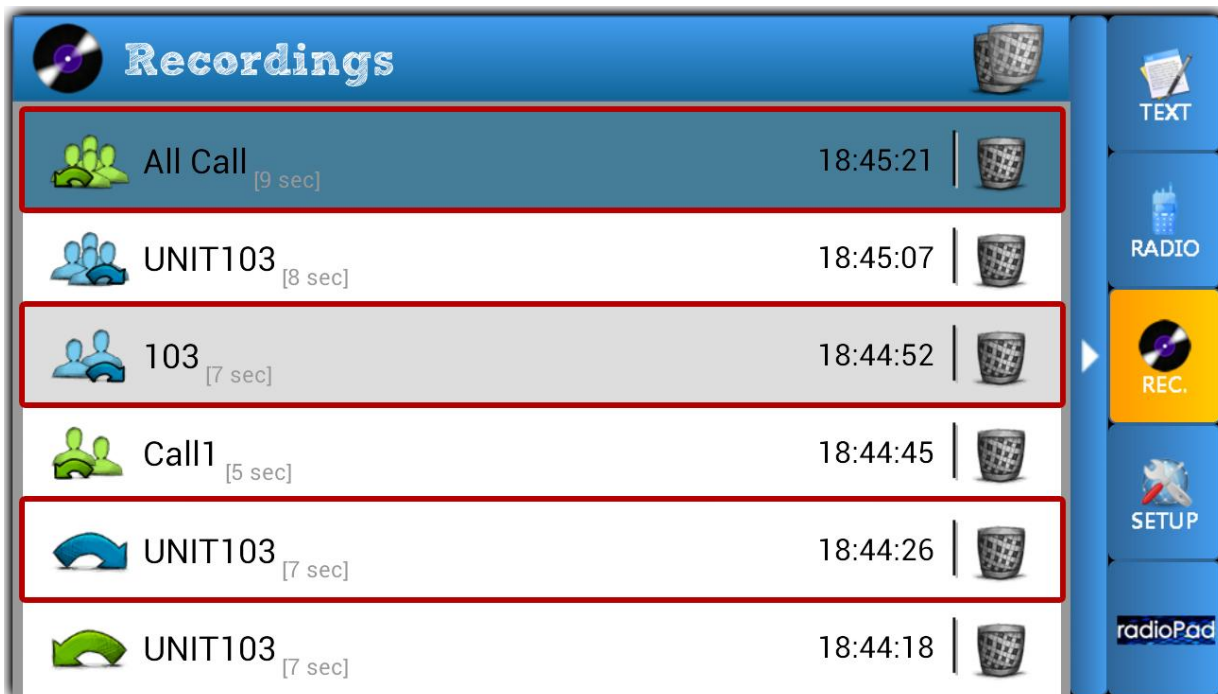 Recordings
All Call [9 sec] 18:45:21
UNIT103 [8 sec] 18:45:07
103 [7 sec] 18:44:52
Call1 [5 sec] 18:44:45
UNIT103 [7 sec] 18:44:26
UNIT103 [7 sec] 18:44:18
TEXT
RADIO
REC.
SETUP
radioPad